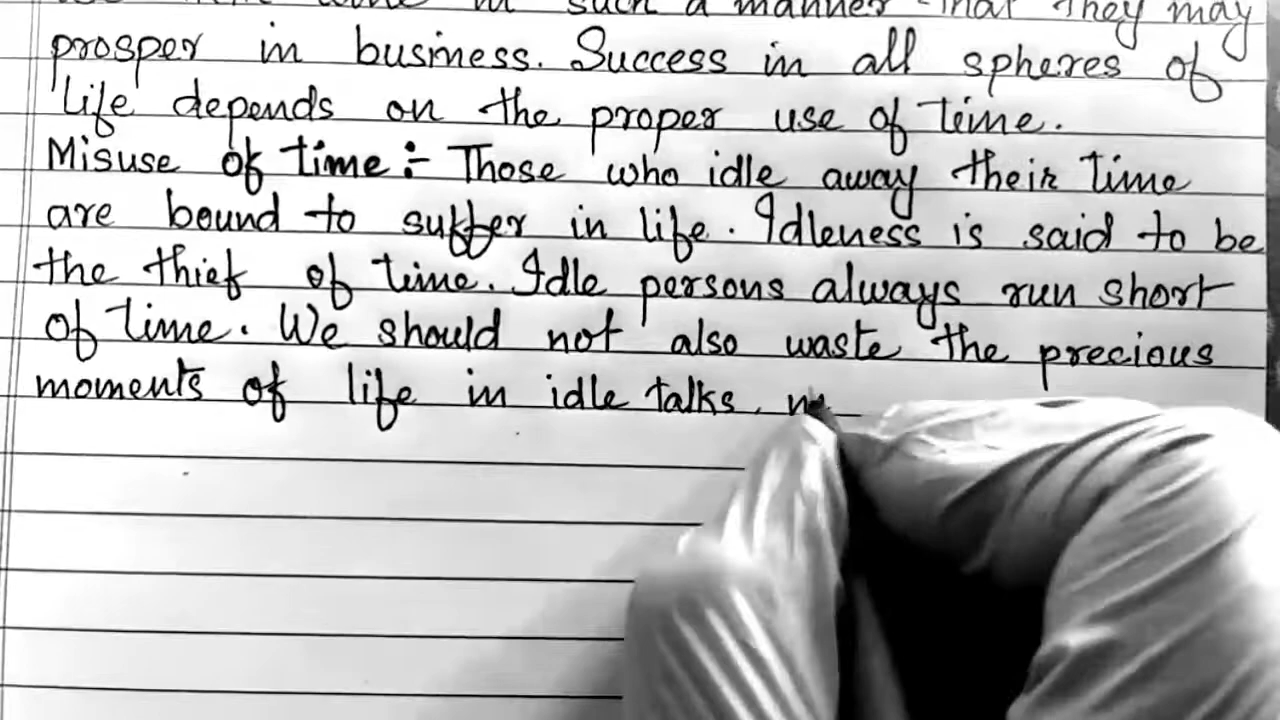 in such a manner that they may
prosper in business. Success in all spheres of
life depends on the proper use of time.
Misuse of time :- Those who idle away their time
are bound to suffer in life. Idleness is said to be
the thief of time. Idle persons always run short
of time. We should not also waste the precious
moments of life in idle talks,